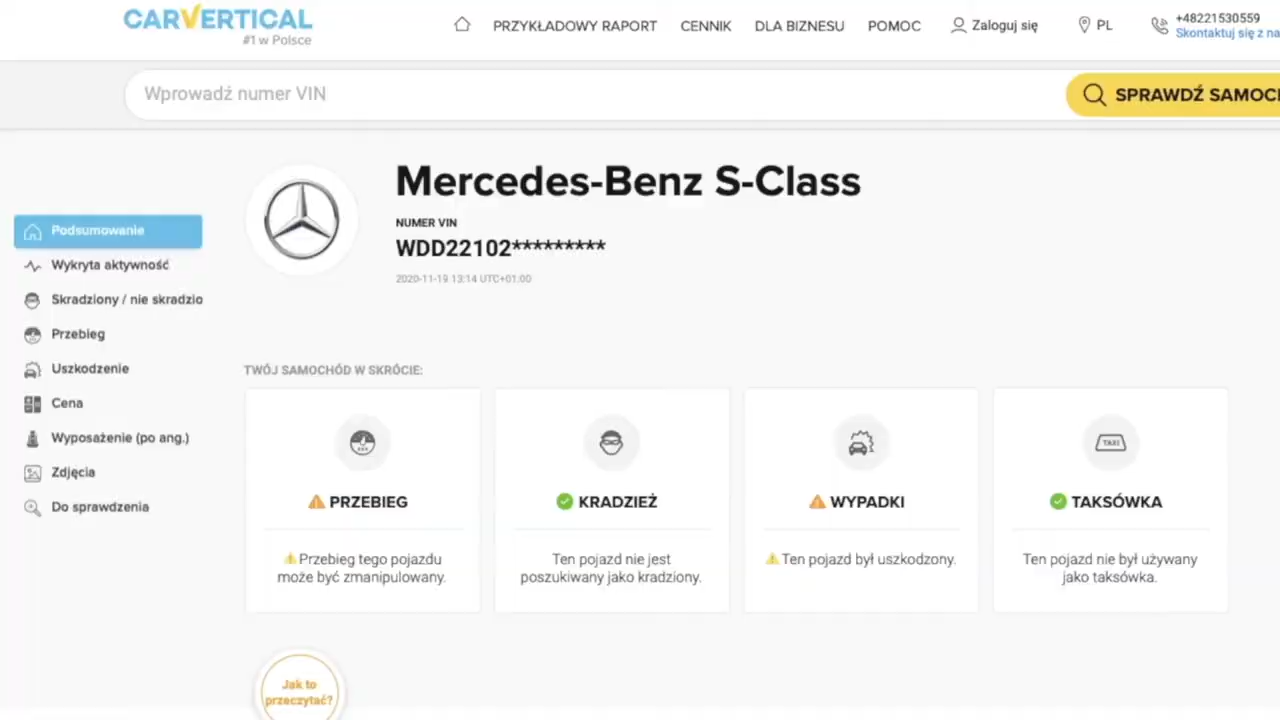 CARVERTICAL
#1 w Polsce
PRZYKŁADOWY RAPORT
CENNIK
DLA BIZNESU
POMOC
Zaloguj się
PL
+48221530559
Skontaktuj się z na
Wprowadź numer VIN
SPRAWDŹ SAMOC
Mercedes-Benz S-Class
NUMER VIN
WDD22102*********
2020-11-19 13:14 UTC+01:00
Podsumowanie
Wykryta aktywność
Skradziony / nie skradzio
Przebieg
Uszkodzenie
Cena
Wyposażenie (po ang.)
Zdjęcia
Do sprawdzenia
TWÓJ SAMOCHÓD W SKRÓCIE:
PRZEBIEG
Przebieg tego pojazdu
może być zmanipulowany.
KRADZIEŻ
Ten pojazd nie jest
poszukiwany jako kradziony.
WYPADKI
Ten pojazd był uszkodzony.
TAXI
TAKSÓWKA
Ten pojazd nie był używany
jako taksówka.
Jak to
przeczytać?